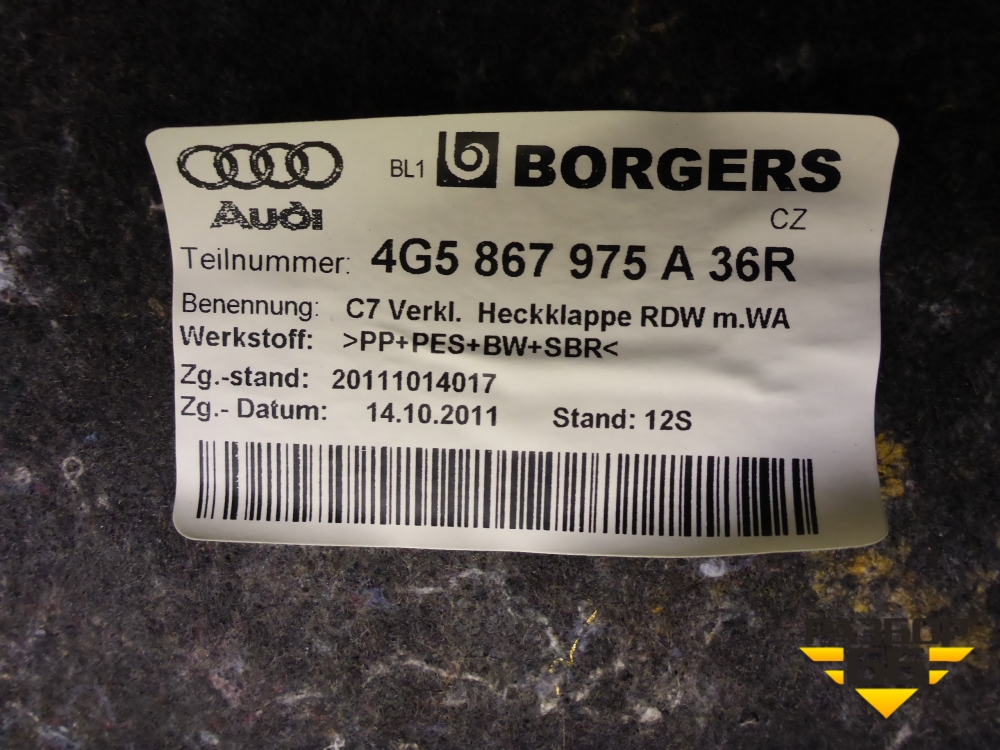 BL1 BORGERS
Audi
CZ
Teilnummer: 4G5 867 975 A 36R
Benennung: C7 Verkl. Heckklappe RDW m.WA
Werkstoff: >PP+PES+BW+SBR<
Zg.-stand: 20111014017
Zg.- Datum: 14.10.2011 Stand: 12S